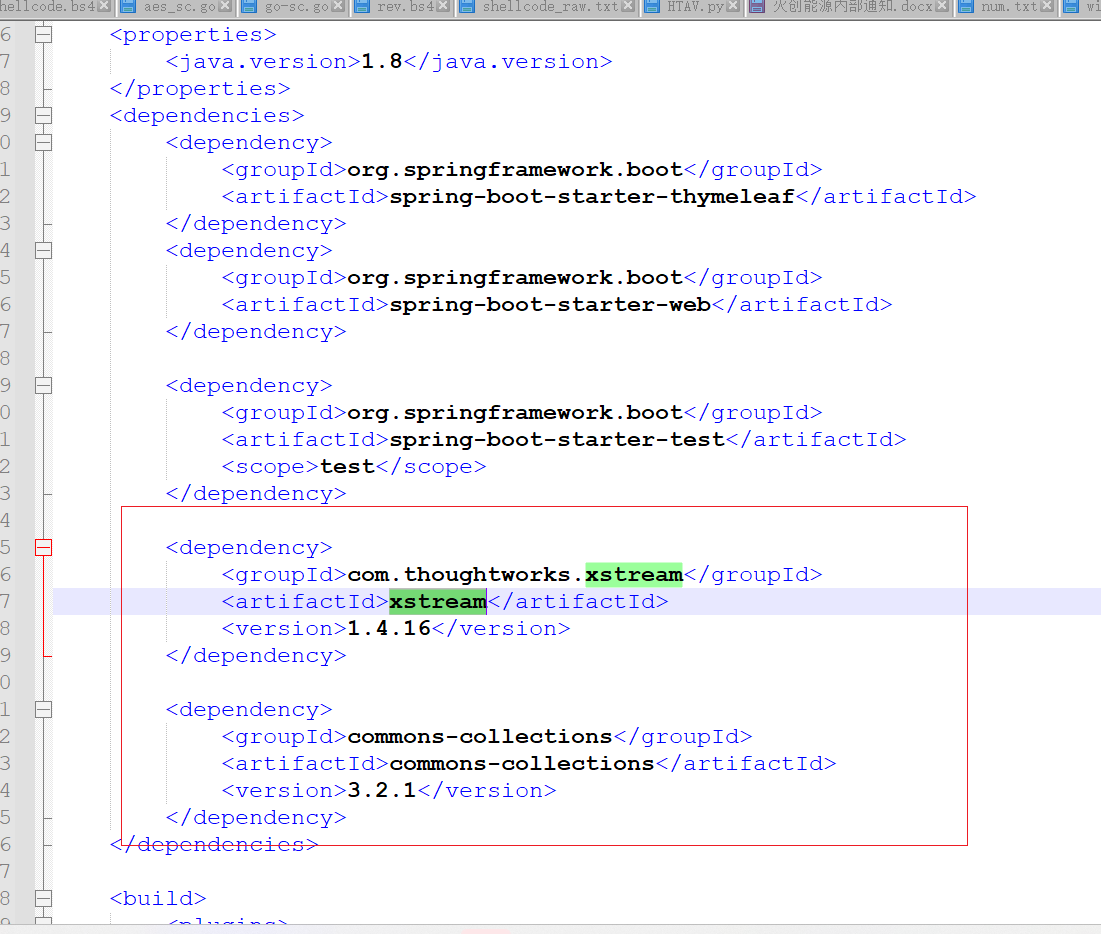 hellcode.bs4 aes_sc.go go-sc.go rev.bs4 shellcode_raw.txt HTAV.py 火创能源内部通知.docx num.txt wi
6 <properties>
7 <java.version>1.8</java.version>
8 </properties>
9 <dependencies>
0 <dependency>
1 <groupId>org.springframework.boot</groupId>
2 <artifactId>spring-boot-starter-thymeleaf</artifactId>
3 </dependency>
4 <dependency>
5 <groupId>org.springframework.boot</groupId>
6 <artifactId>spring-boot-starter-web</artifactId>
7 </dependency>
8
9 <dependency>
0 <groupId>org.springframework.boot</groupId>
1 <artifactId>spring-boot-starter-test</artifactId>
2 <scope>test</scope>
3 </dependency>
4
5 <dependency>
6 <groupId>com.thoughtworks.xstream</groupId>
7 <artifactId>xstream</artifactId>
8 <version>1.4.16</version>
9 </dependency>
0
1 <dependency>
2 <groupId>commons-collections</groupId>
3 <artifactId>commons-collections</artifactId>
4 <version>3.2.1</version>
5 </dependency>
6 </dependencies>
7
8 <build>
9 <plugins>